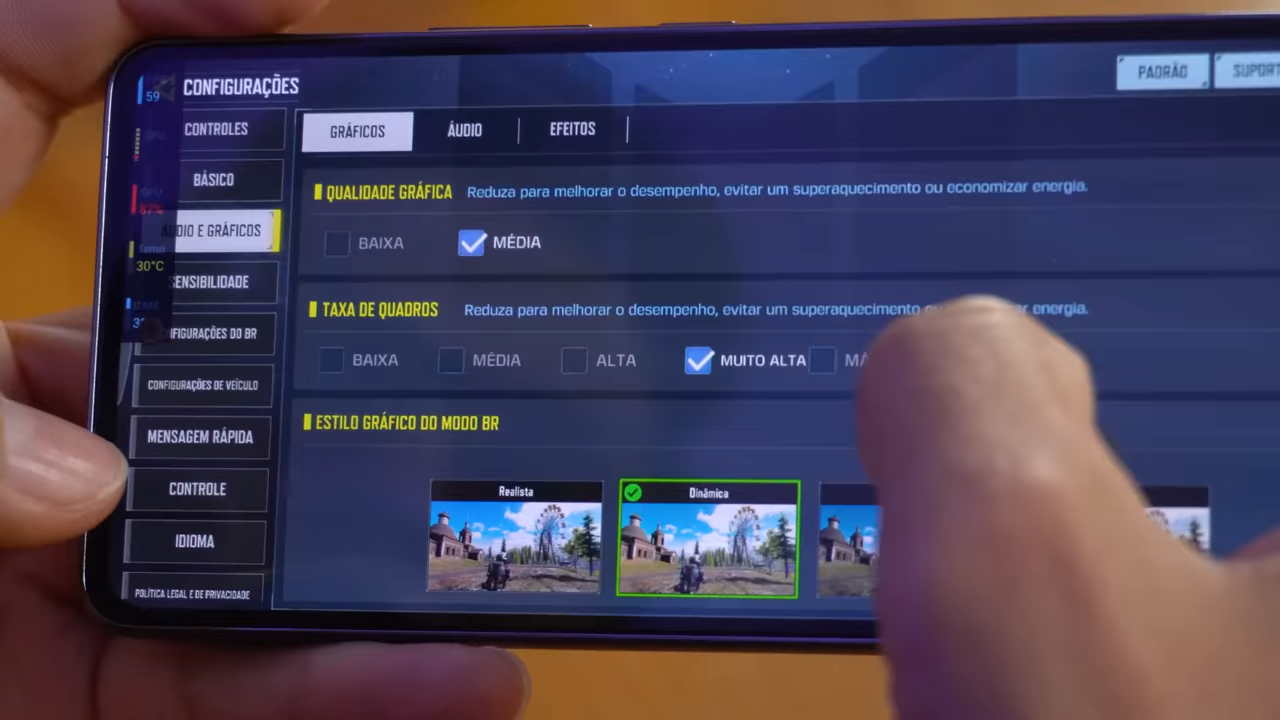 CONFIGURAÇÕES
PADRÃO
59
CONTROLES
BÁSICO
87%
30°C
SENSIBILIDADE
CONFIGURAÇÕES DE VEÍCULO
MENSAGEM RÁPIDA
CONTROLE
IDIOMA
POLÍTICA LEGAL E DE PRIVACIDADE
GRÁFICOS
ÁUDIO
EFEITOS
QUALIDADE GRÁFICA Reduza para melhorar o desempenho, evitar um superaquecimento ou economizar energia.
BAIXA MÉDIA
TAXA DE QUADROS Reduza para melhorar o desempenho, evitar um superaquecimento
energia.
BAIXA MÉDIA ALTA MUITO ALTA
ESTILO GRÁFICO DO MODO BR
Realista
Dinâmica